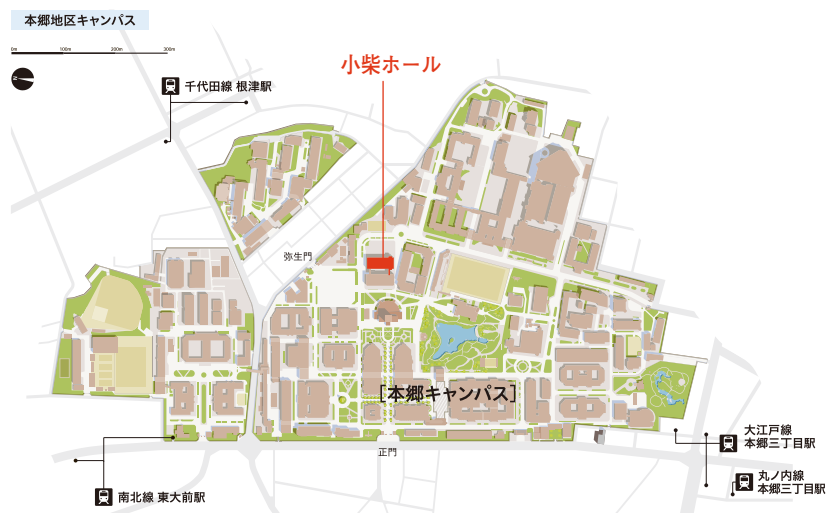 本郷地区キャンパス
0m 100m 200m 300m
N
小柴ホール
千代田線 根津駅
弥生門
[本郷キャンパス]
正門
大江戸線
本郷三丁目駅
丸ノ内線
本郷三丁目駅
南北線 東大前駅